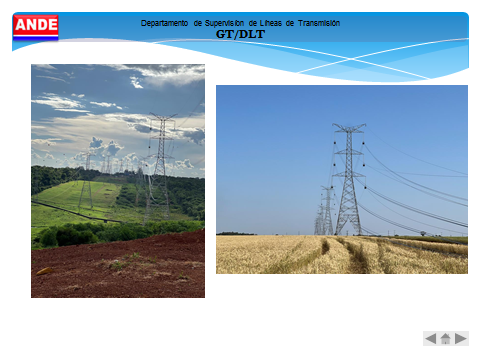 ANDE
Departamento de Supervisión de Líneas de Transmisión
GT/DLT